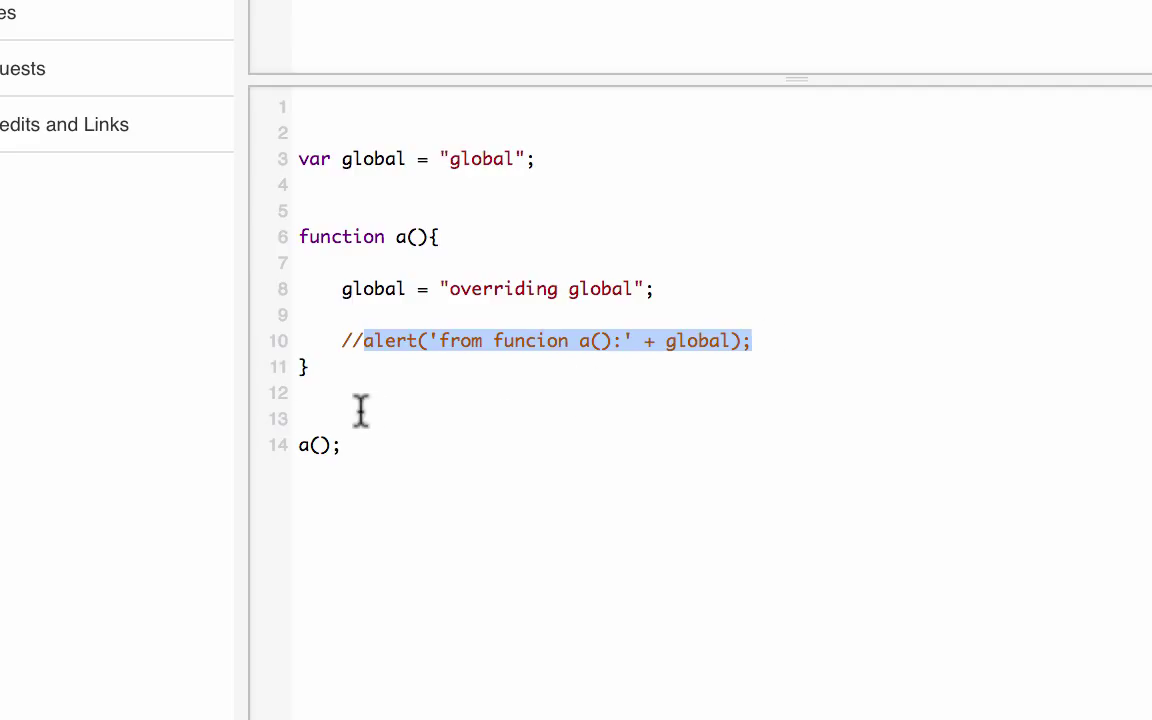 es
uests
edits and Links
1
2
3 var global = "global";
4
5
6 function a(){
7
8 global = "overriding global";
9
10 //alert('from funcion a():' + global);
11 }
12
13
14 a();